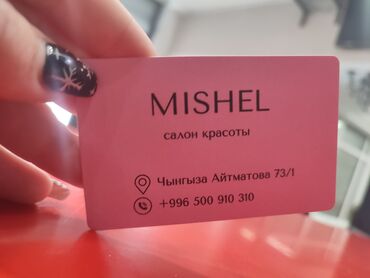 MISHEL
салон красоты
Чынгыза Айтматова 73/1
+996 500 910 310